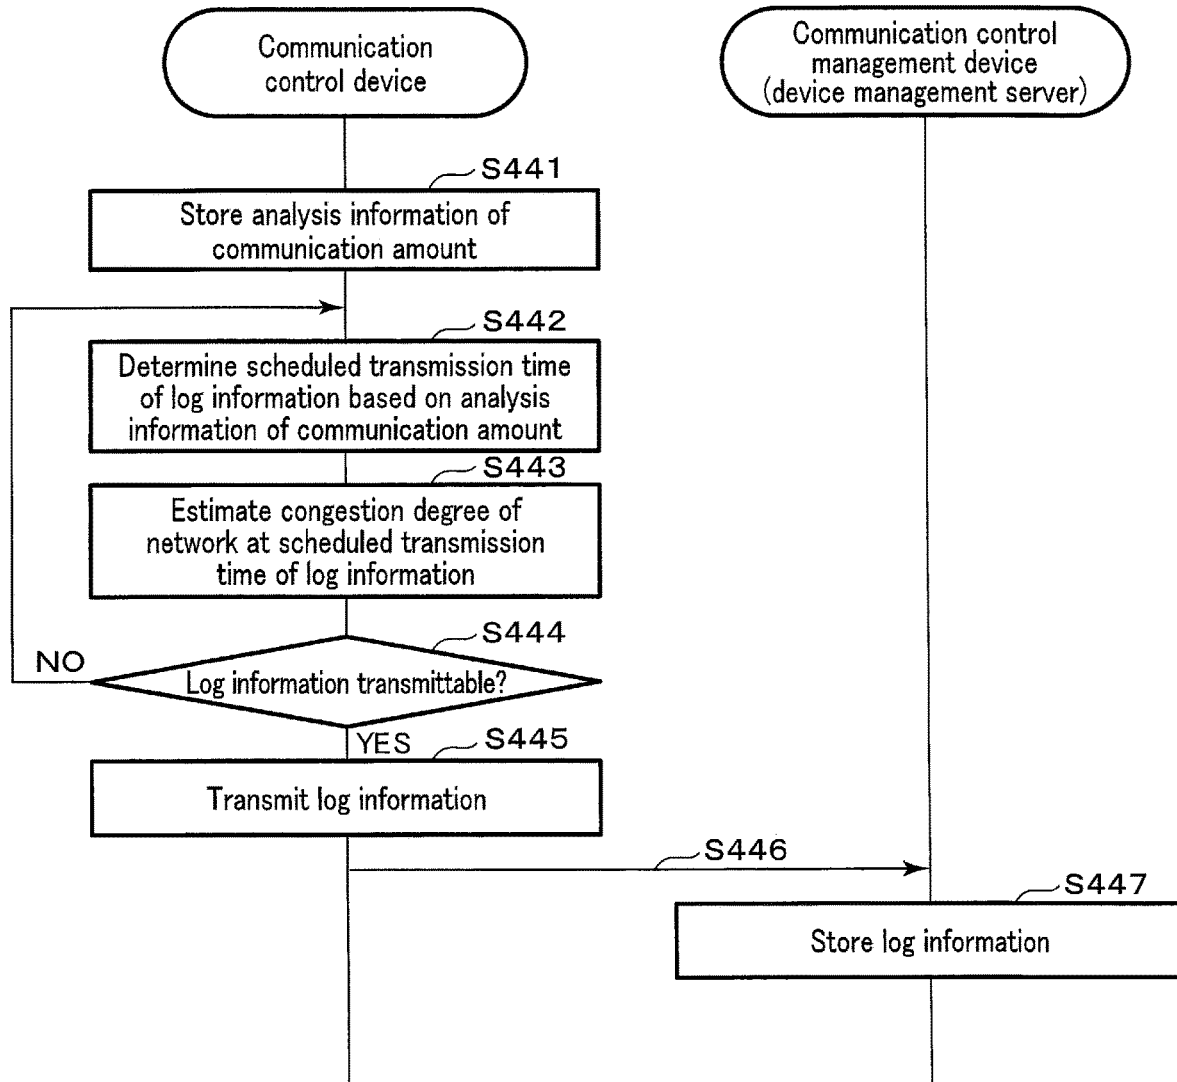 Communication
control device
Communication control
management device
(device management server)
S441
Store analysis information of
communication amount
S442
Determine scheduled transmission time
of log information based on analysis
information of communication amount
S443
Estimate congestion degree of
network at scheduled transmission
time of log information
S444
NO
Log information transmittable?
YES
S445
Transmit log information
S446
S447
Store log information